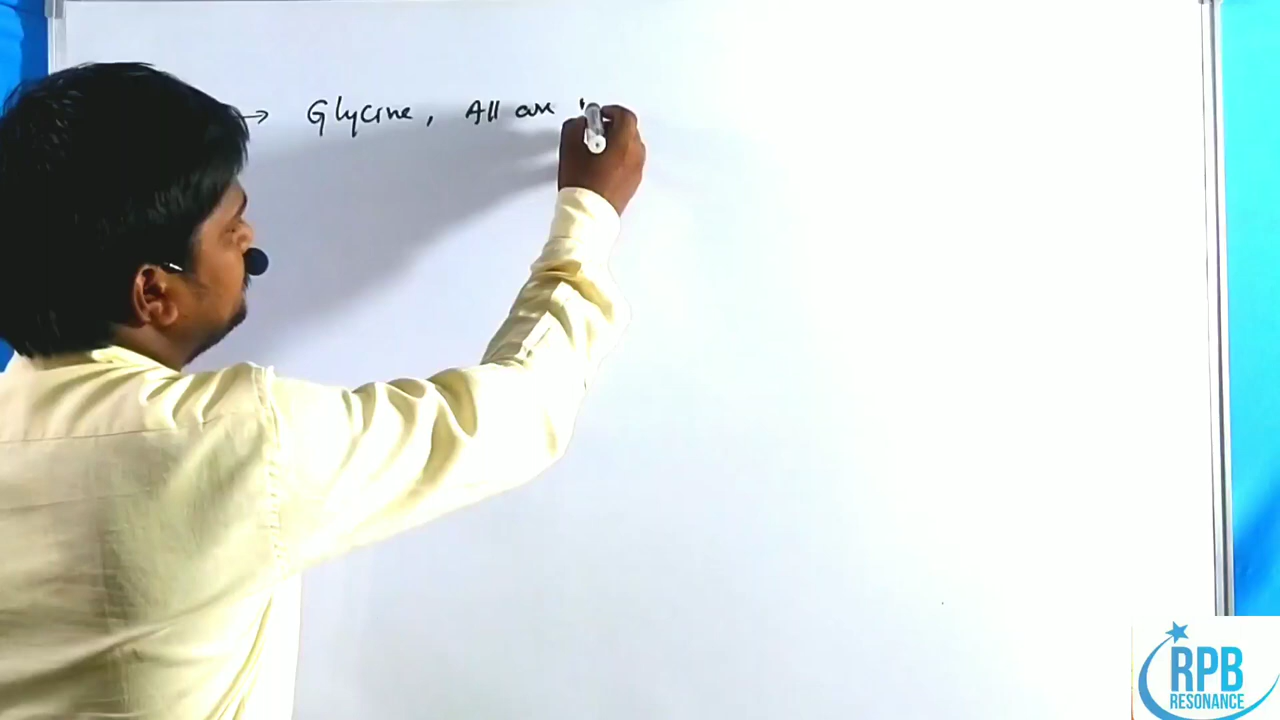 → Glycine, All are
RPB
RESONANCE